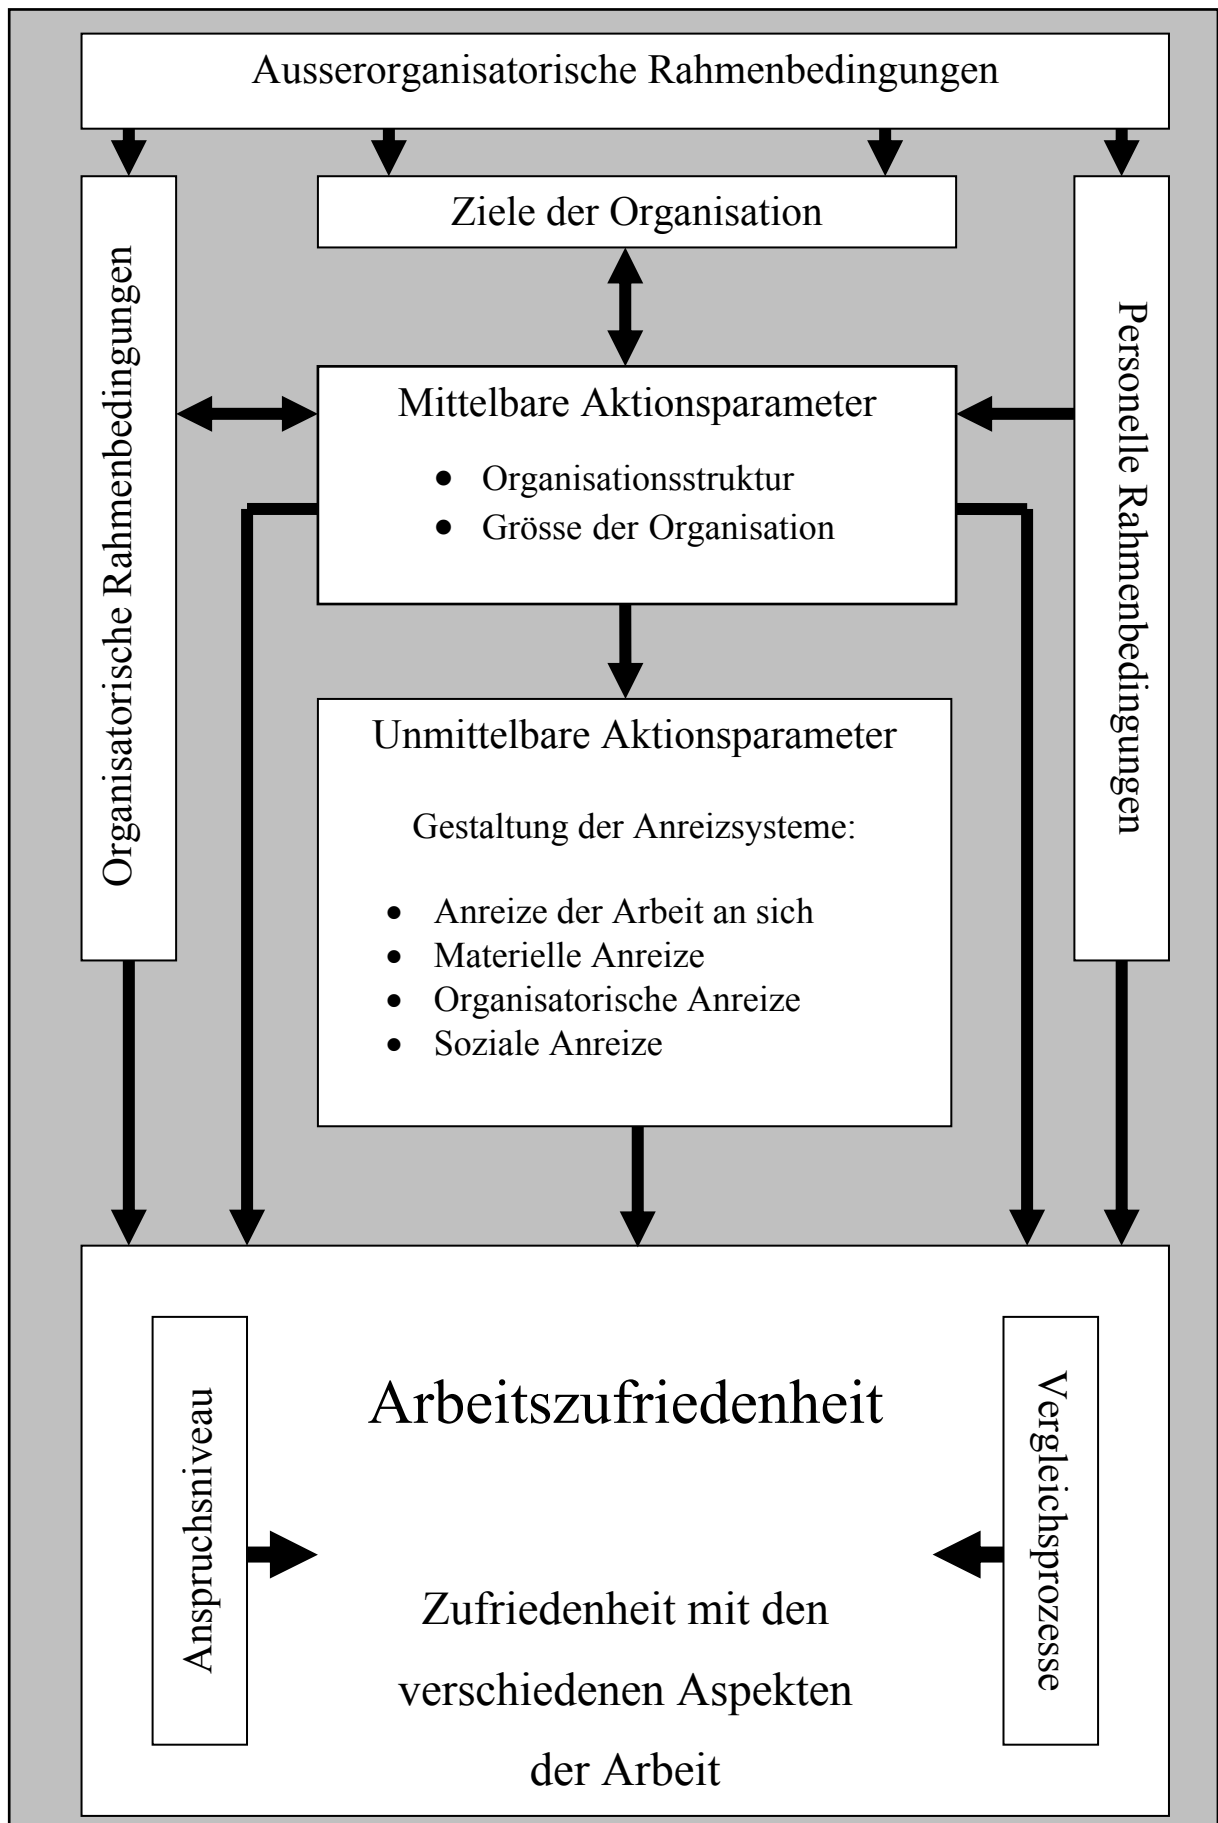 Ausserorganisatorische Rahmenbedingungen
Organisatorische Rahmenbedingungen
Ziele der Organisation
Personelle Rahmenbedingungen
Mittelbare Aktionsparameter
• Organisationsstruktur
• Grösse der Organisation
Unmittelbare Aktionsparameter
Gestaltung der Anreizsysteme:
• Anreize der Arbeit an sich
• Materielle Anreize
• Organisatorische Anreize
• Soziale Anreize
Arbeitszufriedenheit
Anspruchsniveau
Vergleichsprozesse
Zufriedenheit mit den
verschiedenen Aspekten
der Arbeit